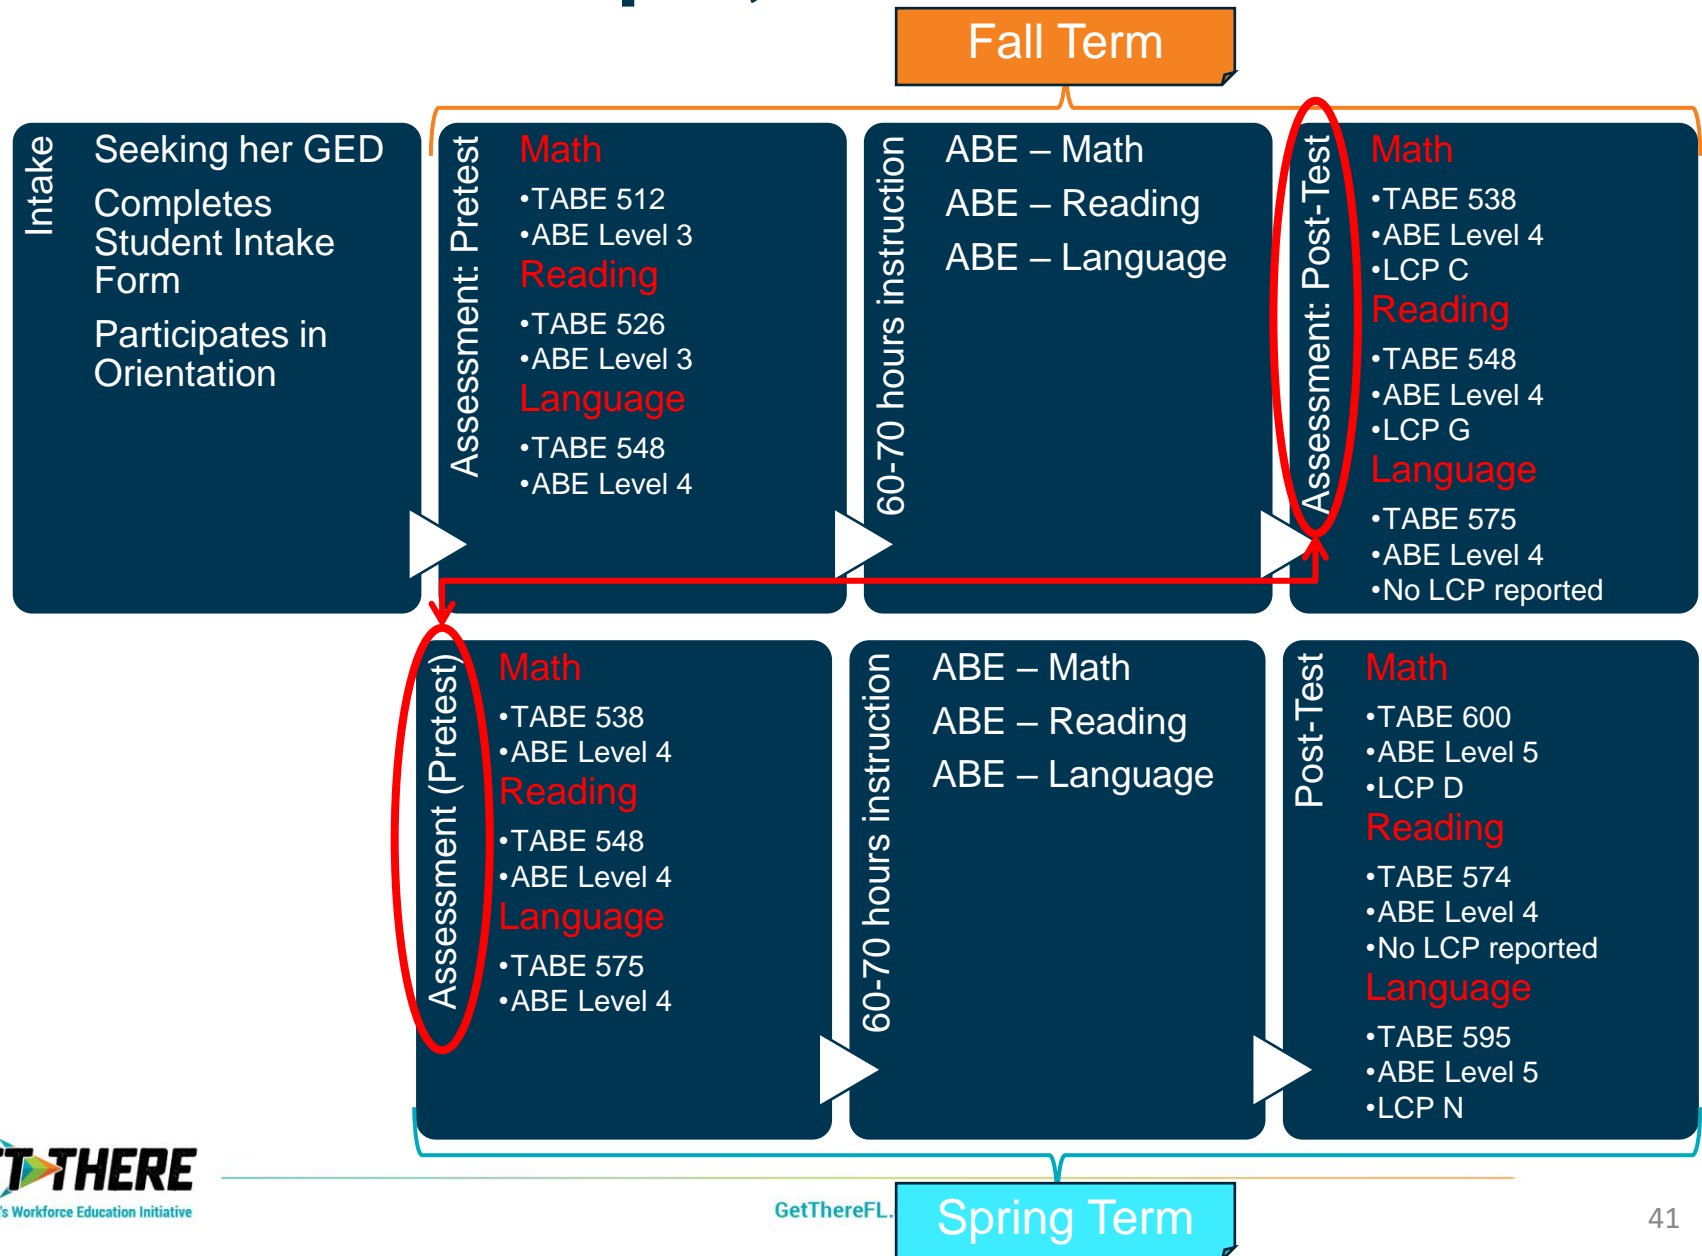 Fall Term
Intake
Seeking her GED
Completes
Student Intake
Form
Participates in
Orientation
Assessment: Pretest
Math
•TABE 512
•ABE Level 3
Reading
•TABE 526
•ABE Level 3
Language
•TABE 548
•ABE Level 4
60-70 hours instruction
ABE – Math
ABE – Reading
ABE – Language
Assessment: Post-Test
Math
•TABE 538
•ABE Level 4
•LCP C
Reading
•TABE 548
•ABE Level 4
•LCP G
Language
•TABE 575
•ABE Level 4
•No LCP reported
Assessment (Pretest)
Math
•TABE 538
•ABE Level 4
Reading
•TABE 548
•ABE Level 4
Language
•TABE 575
•ABE Level 4
60-70 hours instruction
ABE – Math
ABE – Reading
ABE – Language
Post-Test
Math
•TABE 600
•ABE Level 5
•LCP D
Reading
•TABE 574
•ABE Level 4
•No LCP reported
Language
•TABE 595
•ABE Level 5
•LCP N
THERE
's Workforce Education Initiative
GetThereFL.
Spring Term
41